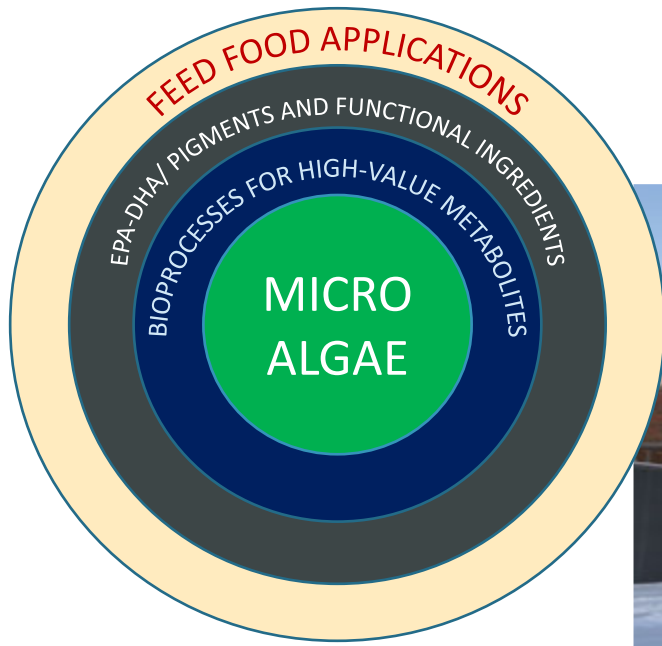 FEED FOOD APPLICATIONS
EPA-DHA/ PIGMENTS AND FUNCTIONAL INGREDIENTS
BIOPROCESSES FOR HIGH-VALUE METABOLITES
MICRO
ALGAE